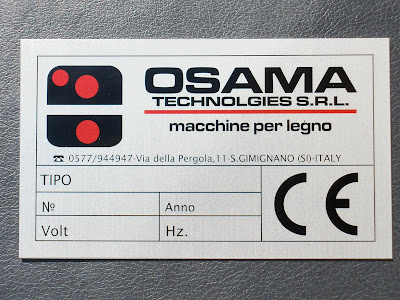 OSAMA
TECHNOLGIES S.R.L.
macchine per legno
☎ 0577/944947-Via della Pergola,11-S.GIMIGNANO (SI)-ITALY
TIPO
№ Anno
Volt Hz.
CE